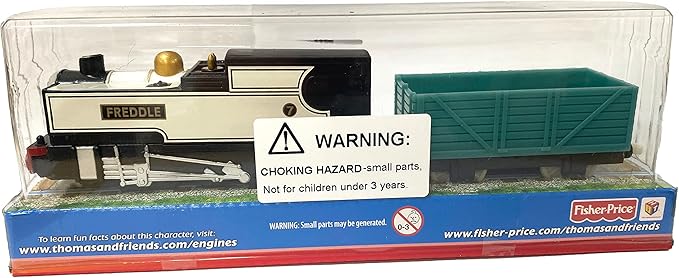 FREDDLE
7
WARNING:
CHOKING HAZARD-small parts.
Not for children under 3 years.
To learn fun facts about this character, visit:
www.thomasandfriends.com/engines
WARNING: Small parts may be generated.
0-3
Fisher-Price
www.fisher-price.com/thomasandfriends